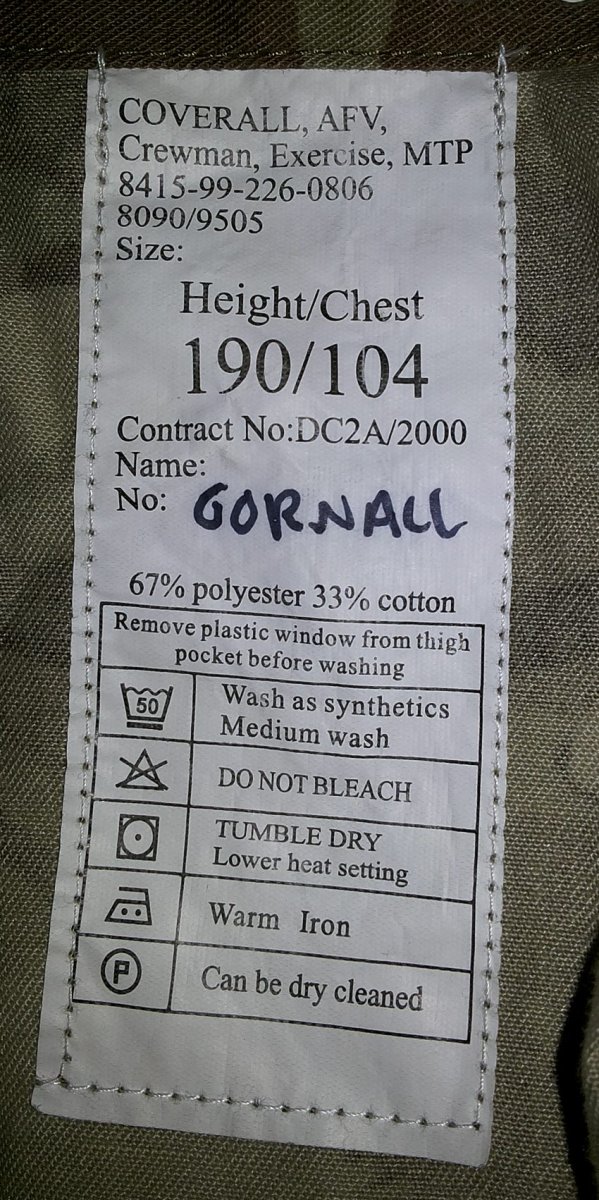 COVERALL, AFV,
Crewman, Exercise, MTP
8415-99-226-0806
8090/9505
Size:
Height/Chest
190/104
Contract No:DC2A/2000
Name:
No: GORNALL
67% polyester 33% cotton
Remove plastic window from thigh
pocket before washing
50
Wash as synthetics
Medium wash
DO NOT BLEACH
TUMBLE DRY
Lower heat setting
Warm Iron
P
Can be dry cleaned